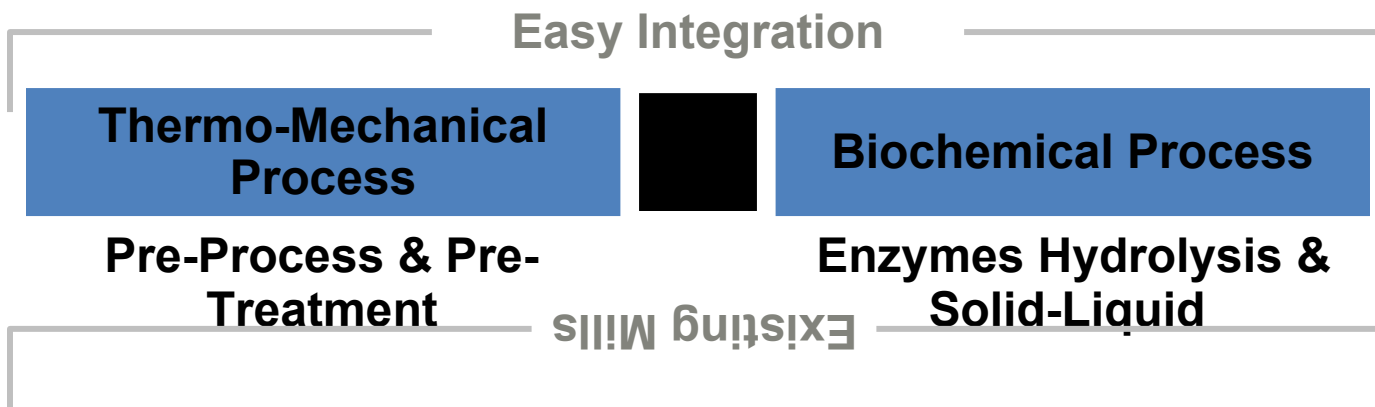 Easy Integration
Thermo-Mechanical
Process
Biochemical Process
Pre-Process & Pre-
Treatment
Enzymes Hydrolysis &
Solid-Liquid
Existing Mills